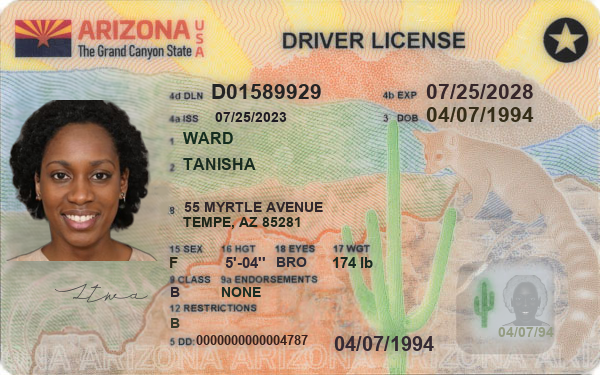 ARIZONA USA
The Grand Canyon State
DRIVER LICENSE
4d DLN D01589929
4b EXP 07/25/2028
4a ISS 07/25/2023
3 DOB 04/07/1994
1 WARD
2 TANISHA
8 55 MYRTLE AVENUE
TEMPE, AZ 85281
15 SEX 16 HGT 18 EYES 17 WGT
F 5'-04" BRO 174 lb
9 CLASS 9a ENDORSEMENTS
B NONE
12 RESTRICTIONS
B
5 DD: 0000000000004787
04/07/1994
04/07/94
ARIZONA ARIZONA ARIZONA ARIZONA